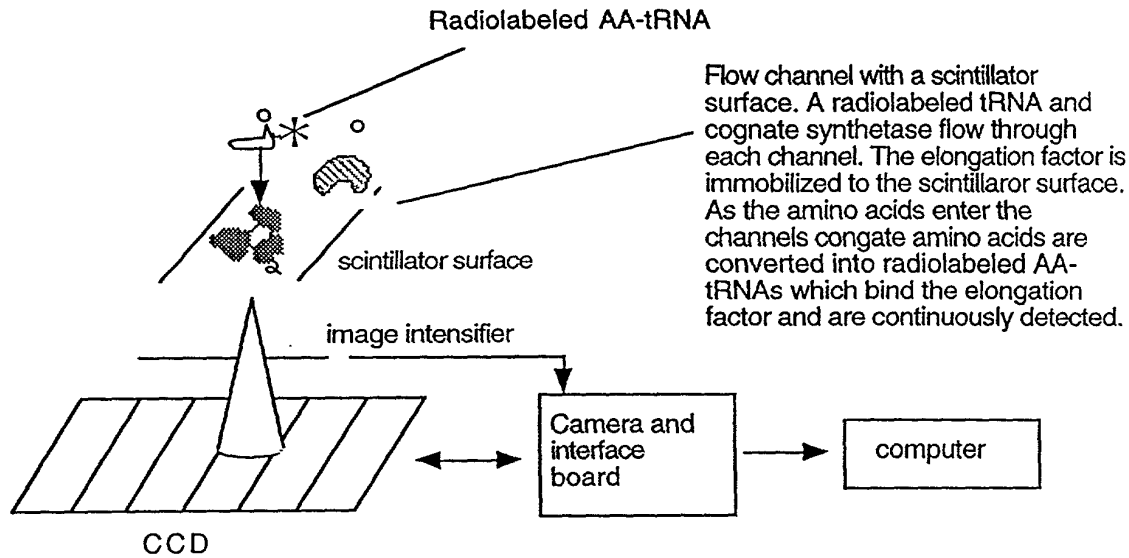 Radiolabeled AA-tRNA
Flow channel with a scintillator
surface. A radiolabeled tRNA and
cognate synthetase flow through
each channel. The elongation factor is
immobilized to the scintillaror surface.
As the amino acids enter the
channels congate amino acids are
converted into radiolabeled AA-
tRNAs which bind the elongation
factor and are continuously detected.
scintillator surface
image intensifier
Camera and
interface
board
computer
CCD